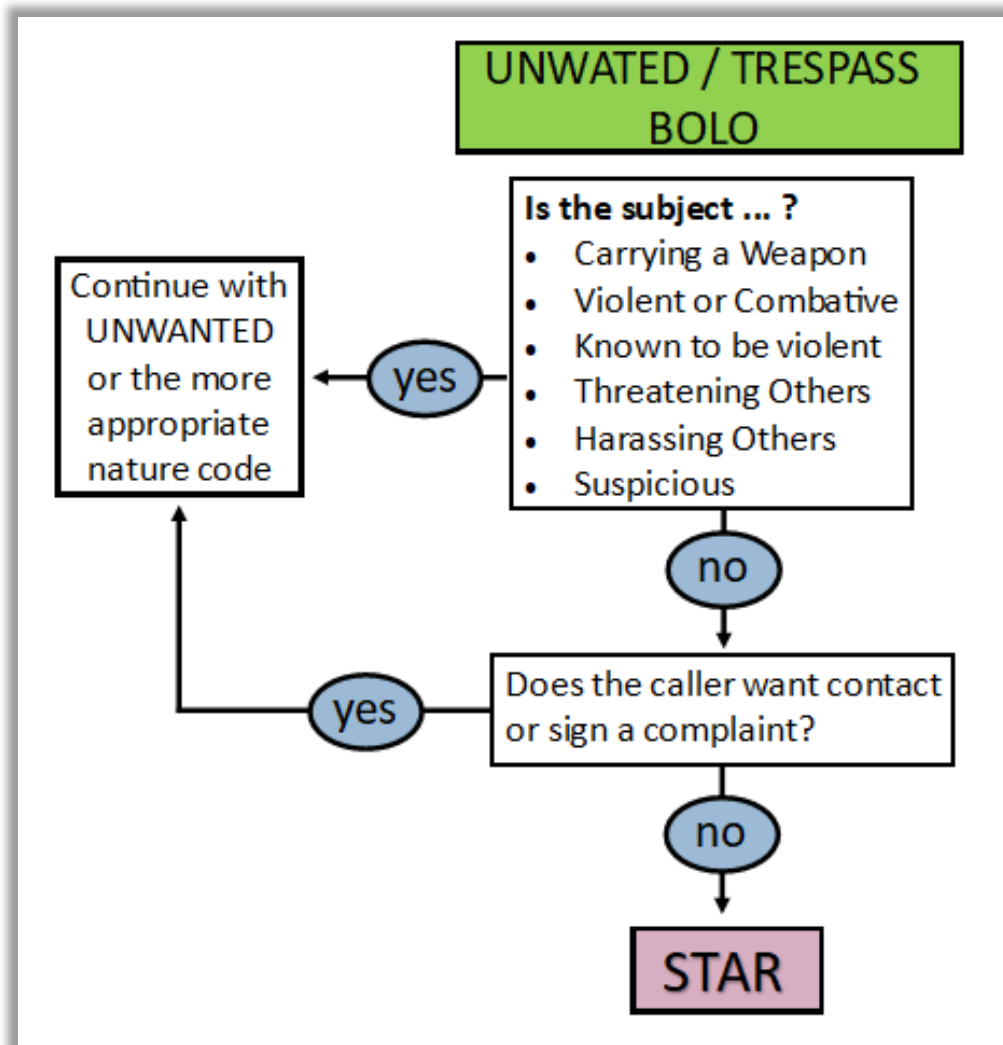 UNWATED / TRESPASS
BOLO
Is the subject ... ?
• Carrying a Weapon
• Violent or Combative
• Known to be violent
• Threatening Others
• Harassing Others
• Suspicious
yes
Continue with
UNWANTED
or the more
appropriate
nature code
no
Does the caller want contact
or sign a complaint?
yes
no
STAR